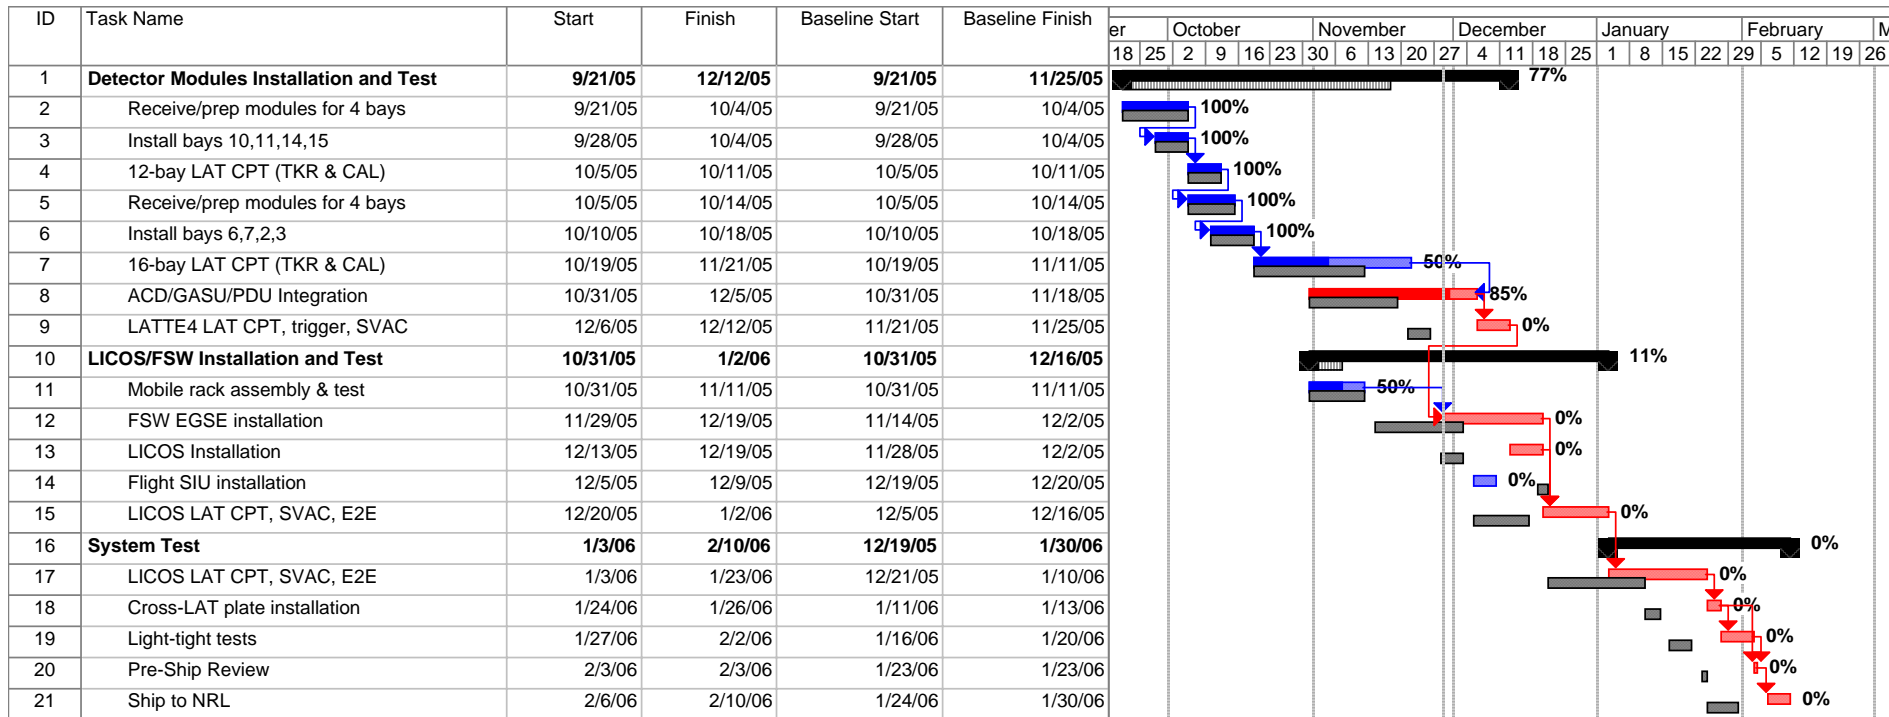 ID Task Name Start Finish Baseline Start Baseline Finish
er October November December January February M
18 25 2 9 16 23 30 6 13 20 27 4 11 18 25 1 8 15 22 29 5 12 19 26
1 Detector Modules Installation and Test 9/21/05 12/12/05 9/21/05 11/25/05 77%
2 Receive/prep modules for 4 bays 9/21/05 10/4/05 9/21/05 10/4/05 100%
3 Install bays 10,11,14,15 9/28/05 10/4/05 9/28/05 10/4/05 100%
4 12-bay LAT CPT (TKR & CAL) 10/5/05 10/11/05 10/5/05 10/11/05 100%
5 Receive/prep modules for 4 bays 10/5/05 10/14/05 10/5/05 10/14/05 100%
6 Install bays 6,7,2,3 10/10/05 10/18/05 10/10/05 10/18/05 100%
7 16-bay LAT CPT (TKR & CAL) 10/19/05 11/21/05 10/19/05 11/11/05 50%
8 ACD/GASU/PDU Integration 10/31/05 12/5/05 10/31/05 11/18/05 85%
9 LATTE4 LAT CPT, trigger, SVAC 12/6/05 12/12/05 11/21/05 11/25/05 0%
10 LICOS/FSW Installation and Test 10/31/05 1/2/06 10/31/05 12/16/05 11%
11 Mobile rack assembly & test 10/31/05 11/11/05 10/31/05 11/11/05 50%
12 FSW EGSE installation 11/29/05 12/19/05 11/14/05 12/2/05 0%
13 LICOS Installation 12/13/05 12/19/05 11/28/05 12/2/05 0%
14 Flight SIU installation 12/5/05 12/9/05 12/19/05 12/20/05 0%
15 LICOS LAT CPT, SVAC, E2E 12/20/05 1/2/06 12/5/05 12/16/05 0%
16 System Test 1/3/06 2/10/06 12/19/05 1/30/06 0%
17 LICOS LAT CPT, SVAC, E2E 1/3/06 1/23/06 12/21/05 1/10/06 0%
18 Cross-LAT plate installation 1/24/06 1/26/06 1/11/06 1/13/06 0%
19 Light-tight tests 1/27/06 2/2/06 1/16/06 1/20/06 0%
20 Pre-Ship Review 2/3/06 2/3/06 1/23/06 1/23/06 0%
21 Ship to NRL 2/6/06 2/10/06 1/24/06 1/30/06 0%